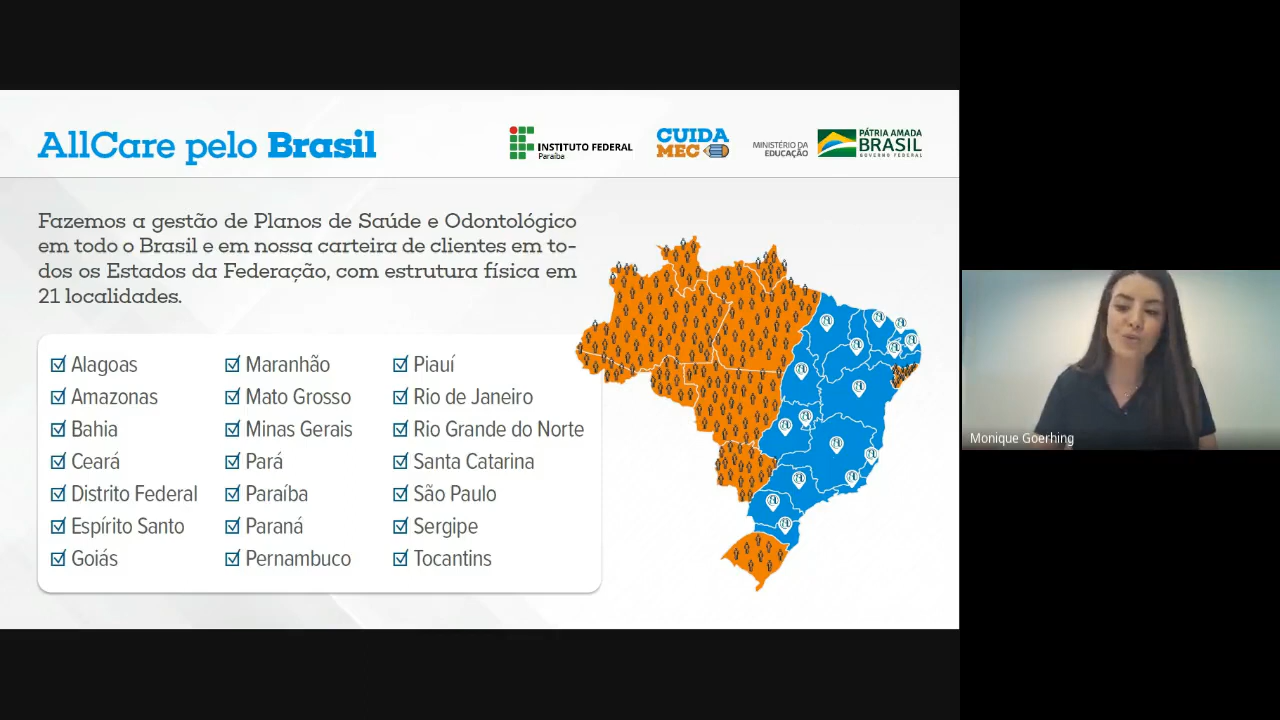 AllCare pelo Brasil
INSTITUTO FEDERAL
Paraíba
CUIDA
MEC
MINISTÉRIO DA
EDUCAÇÃO
PÁTRIA AMADA
BRASIL
GOVERNO FEDERAL
Fazemos a gestão de Planos de Saúde e Odontológico
em todo o Brasil e em nossa carteira de clientes em to-
dos os Estados da Federação, com estrutura física em
21 localidades.
Alagoas
Amazonas
Bahia
Ceará
Distrito Federal
Espírito Santo
Goiás
Maranhão
Mato Grosso
Minas Gerais
Pará
Paraíba
Paraná
Pernambuco
Piauí
Rio de Janeiro
Rio Grande do Norte
Santa Catarina
São Paulo
Sergipe
Tocantins
Monique Goerhing